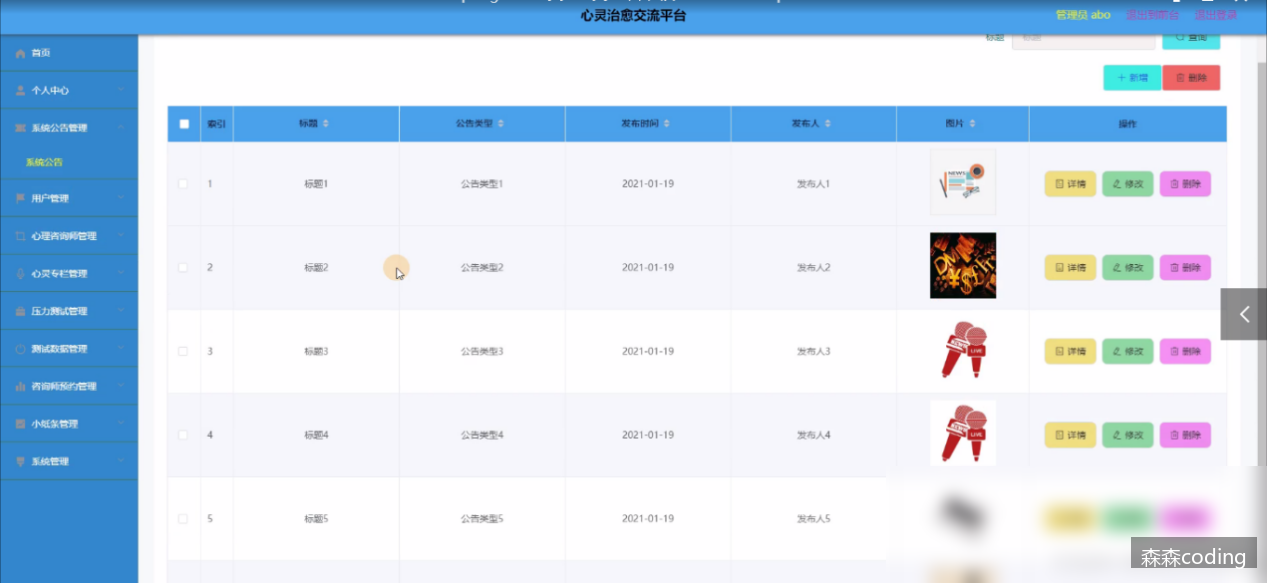 心灵治愈交流平台
管理员 abo 退出到前台 退出登录
首页
个人中心
系统公告管理
系统公告
用户管理
心理咨询师管理
心灵专栏管理
压力测试管理
测试数据管理
咨询师预约管理
小纸条管理
系统管理
标题 标题 查询
+ 新增 删除
索引 标题 公告类型 发布时间 发布人 图片 操作
1 标题1 公告类型1 2021-01-19 发布人1 NEWS 详情 修改 删除
2 标题2 公告类型2 2021-01-19 发布人2 详情 修改 删除
3 标题3 公告类型3 2021-01-19 发布人3 LIVE 详情 修改 删除
4 标题4 公告类型4 2021-01-19 发布人4 LIVE 详情 修改 删除
5 标题5 公告类型5 2021-01-19 发布人5
森森coding